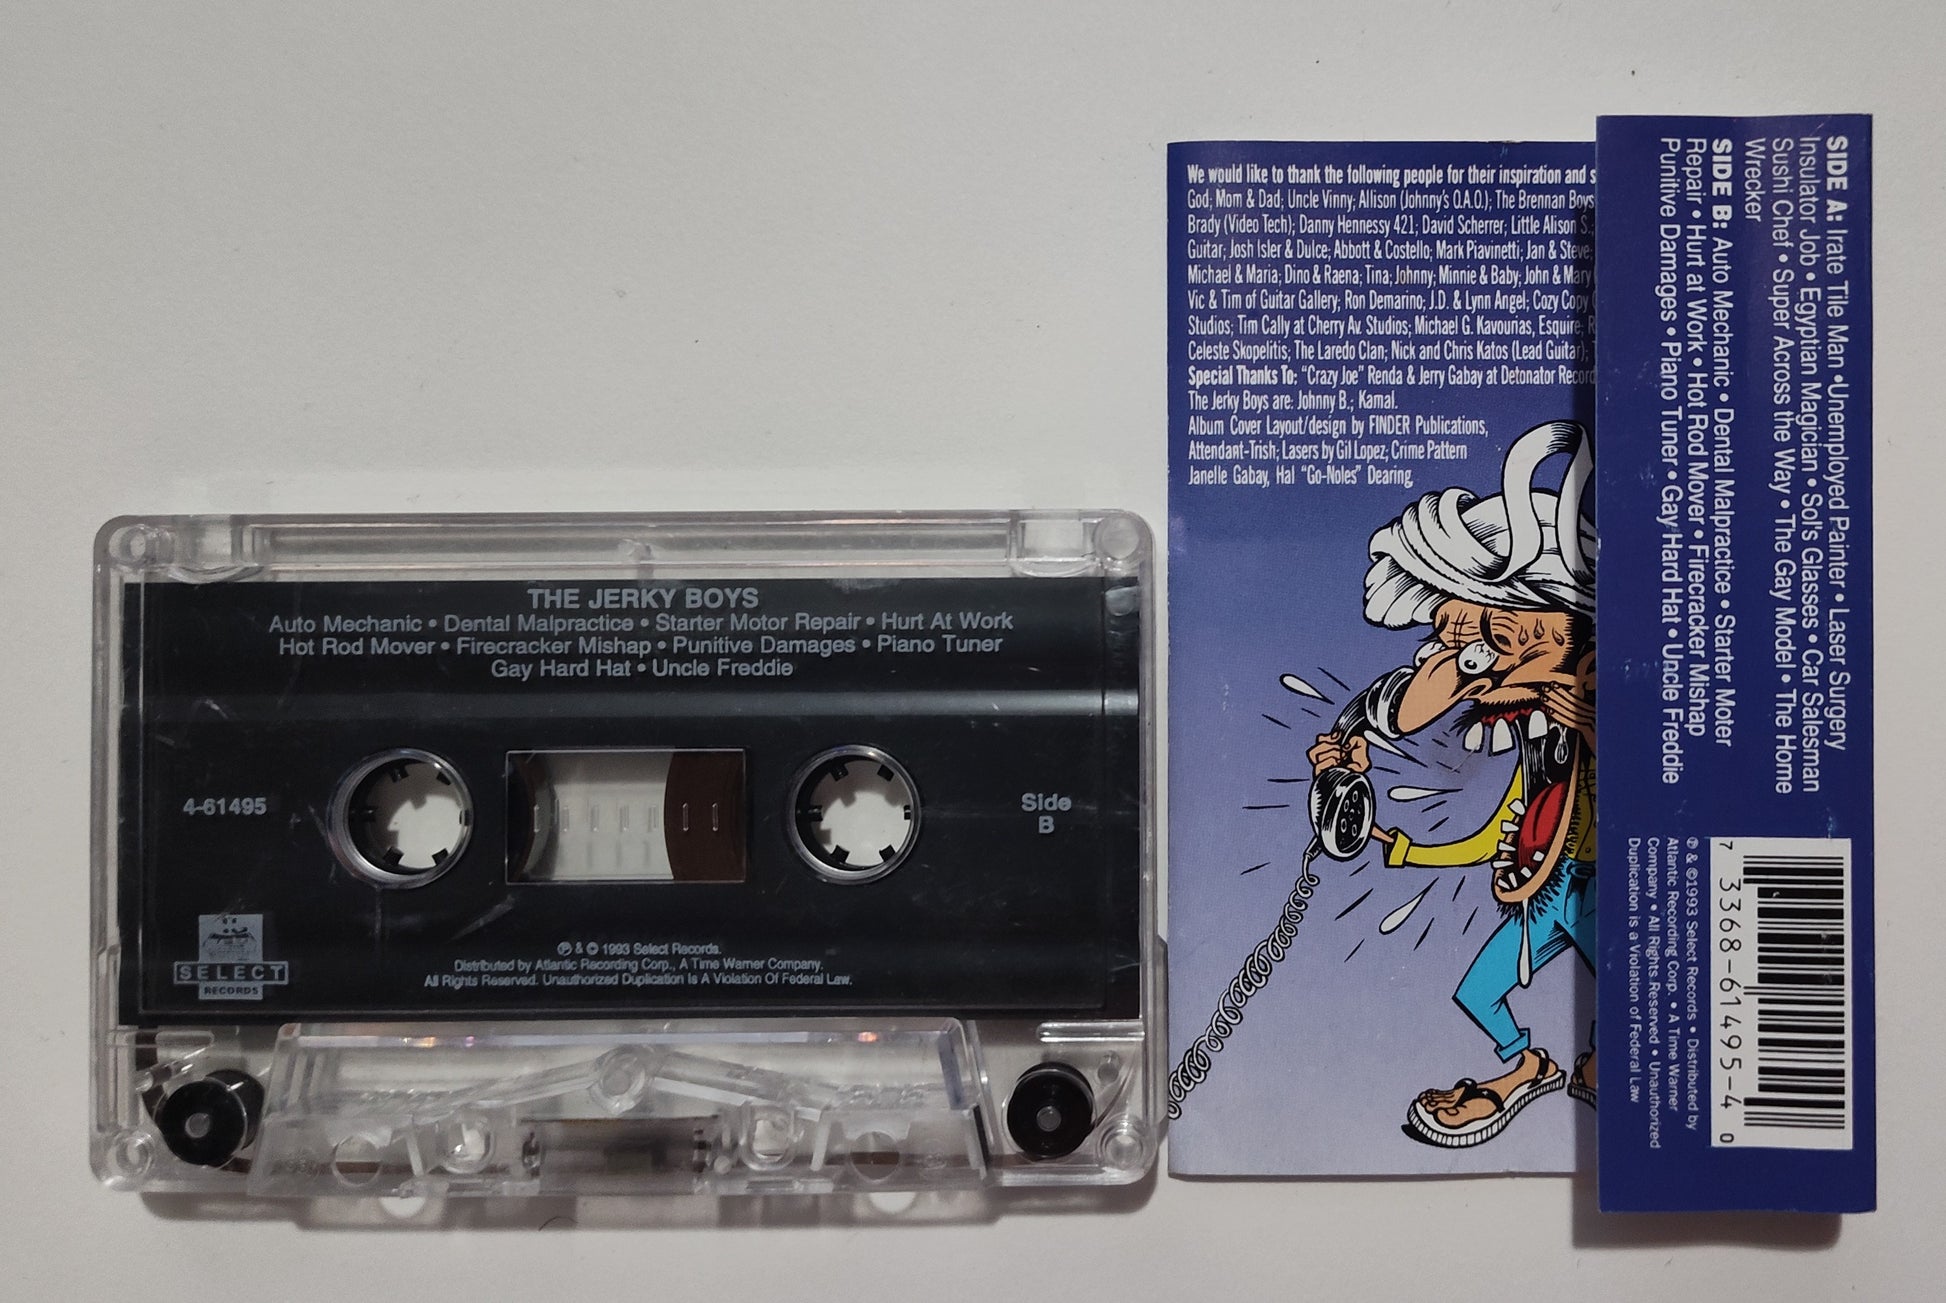 THE JERKY BOYS
Auto Mechanic • Dental Malpractice • Starter Motor Repair • Hurt At Work
Hot Rod Mover • Firecracker Mishap • Punitive Damages • Piano Tuner
Gay Hard Hat • Uncle Freddie
4-61495
Side
B
SELECT
RECORDS
℗ & © 1993 Select Records.
Distributed by Atlantic Recording Corp., A Time Warner Company.
All Rights Reserved. Unauthorized Duplication Is A Violation Of Federal Law.
We would like to thank the following people for their inspiration and s
God; Mom & Dad; Uncle Vinny; Allison (Johnny's Q.A.O.); The Brennan Boys
Brady (Video Tech); Danny Hennessy 421; David Scherrer; Little Alison S.;
Guitar; Josh Isler & Dulce; Abbott & Costello; Mark Piavinetti; Jan & Steve;
Michael & Maria; Dino & Raena; Tina; Johnny; Minnie & Baby; John & Mary
Vic & Tim of Guitar Gallery; Ron Demarino; J.D. & Lynn Angel; Cozy Copy
Studios; Tim Cally at Cherry Av. Studios; Michael G. Kavourias, Esquire; R
Celeste Skopelitis; The Laredo Clan; Nick and Chris Katos (Lead Guitar);
Special Thanks To: "Crazy Joe" Renda & Jerry Gabay at Detonator Record
The Jerky Boys are: Johnny B.; Kamal.
Album Cover Layout/design by FINDER Publications,
Attendant-Trish; Lasers by Gil Lopez; Crime Pattern
Janelle Gabay, Hal "Go-Noles" Dearing,
SIDE A: Irate Tile Man •Unemployed Painter • Laser Surgery
Insulator Job • Egyptian Magician • Sol's Glasses • Car Salesman
Sushi Chef • Super Across the Way • The Gay Model • The Home
Wrecker
SIDE B: Auto Mechanic • Dental Malpractice • Starter Motor
Repair • Hurt at Work • Hot Rod Mover • Firecracker Mishap
Punitive Damages • Piano Tuner • Gay Hard Hat • Uncle Freddie
7 3368-61495-4 0
℗ & ©1993 Select Records • Distributed by
Atlantic Recording Corp. • A Time Warner
Company • All Rights Reserved • Unauthorized
Duplication is a Violation of Federal Law